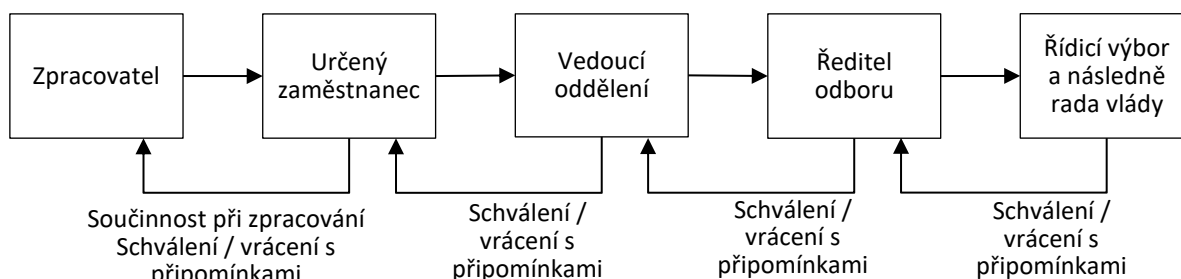 Zpracovatel
Určený
zaměstnanec
Vedoucí
oddělení
Ředitel
odboru
Řídicí výbor
a následně
rada vlády
Součinnost při zpracování
Schválení / vrácení s
připomínkami
Schválení /
vrácení s
připomínkami
Schválení /
vrácení s
připomínkami
Schválení /
vrácení s
připomínkami